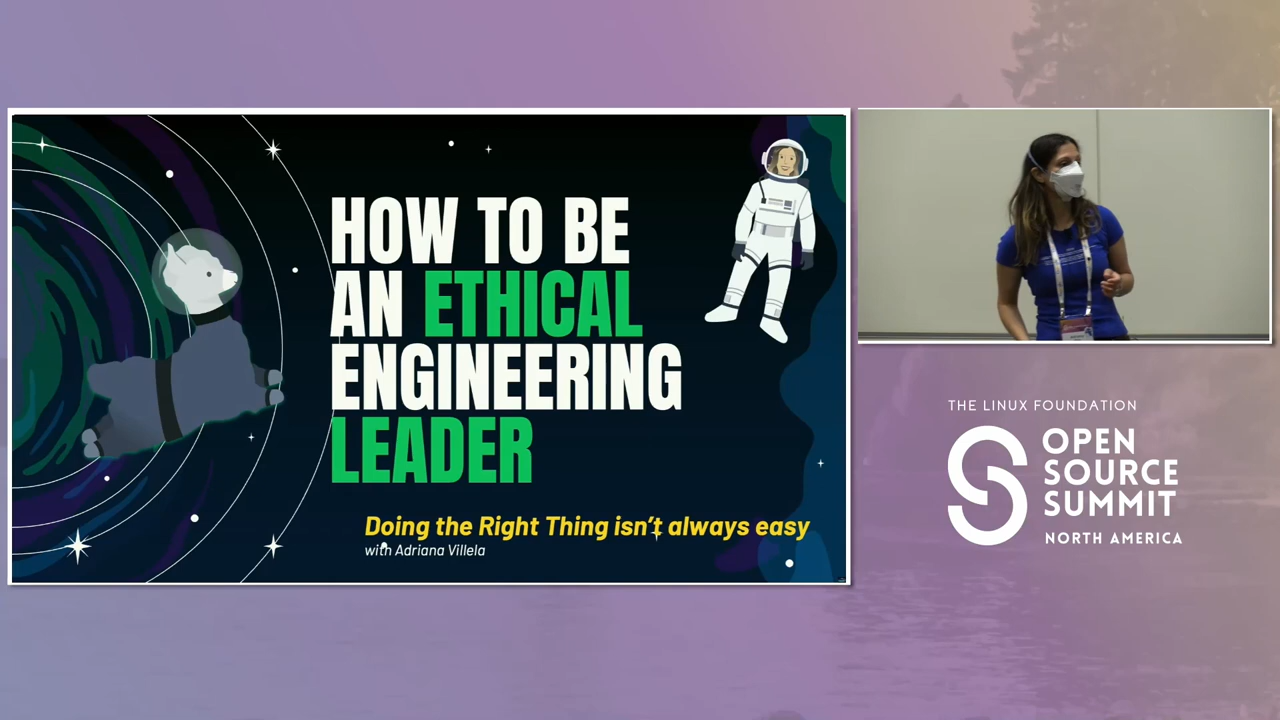 HOW TO BE
AN ETHICAL
ENGINEERING
LEADER
Doing the Right Thing isn't always easy
with Adriana Villela
THE LINUX FOUNDATION
OPEN
SOURCE
SUMMIT
NORTH AMERICA